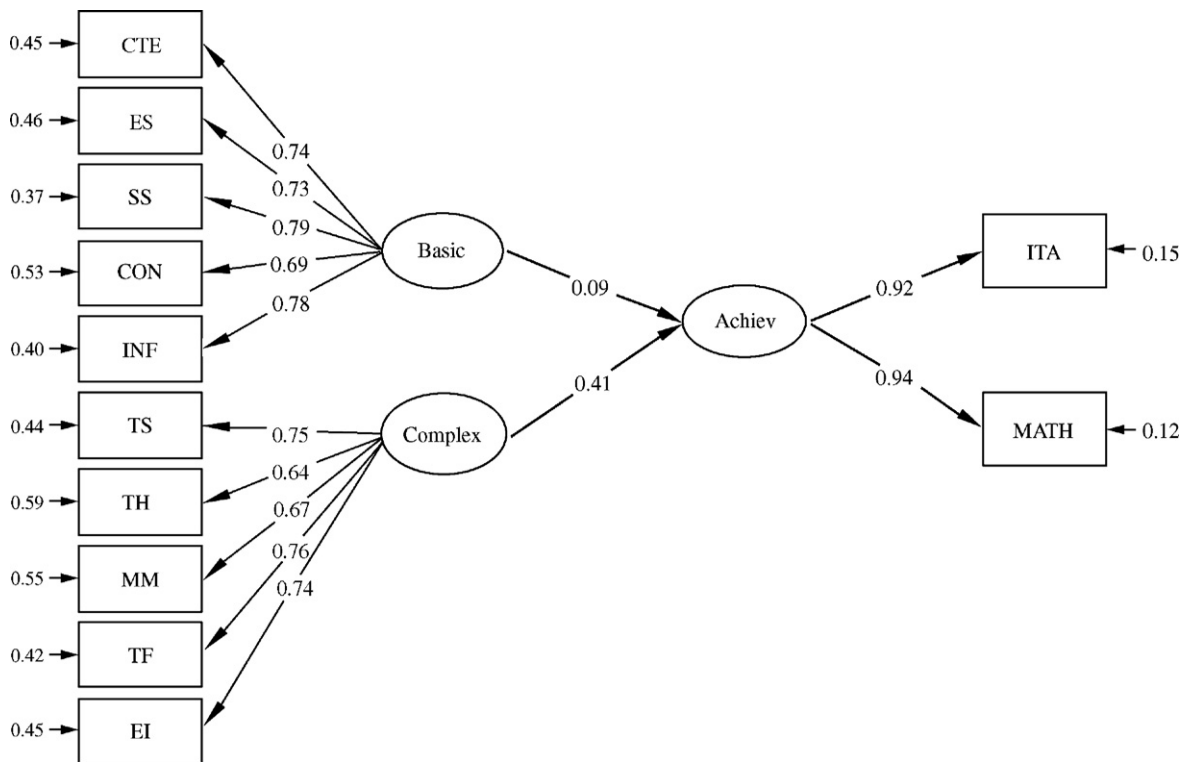 0.45 CTE
0.46 ES
0.74
0.37 SS
0.73
0.79
0.53 CON
0.69
Basic
0.78
0.40 INF
0.09
ITA 0.15
0.92
Achiev
0.94
0.44 TS
0.75
Complex
0.41
MATH 0.12
0.59 TH
0.64
0.67
0.55 MM
0.76
0.74
0.42 TF
0.45 EI